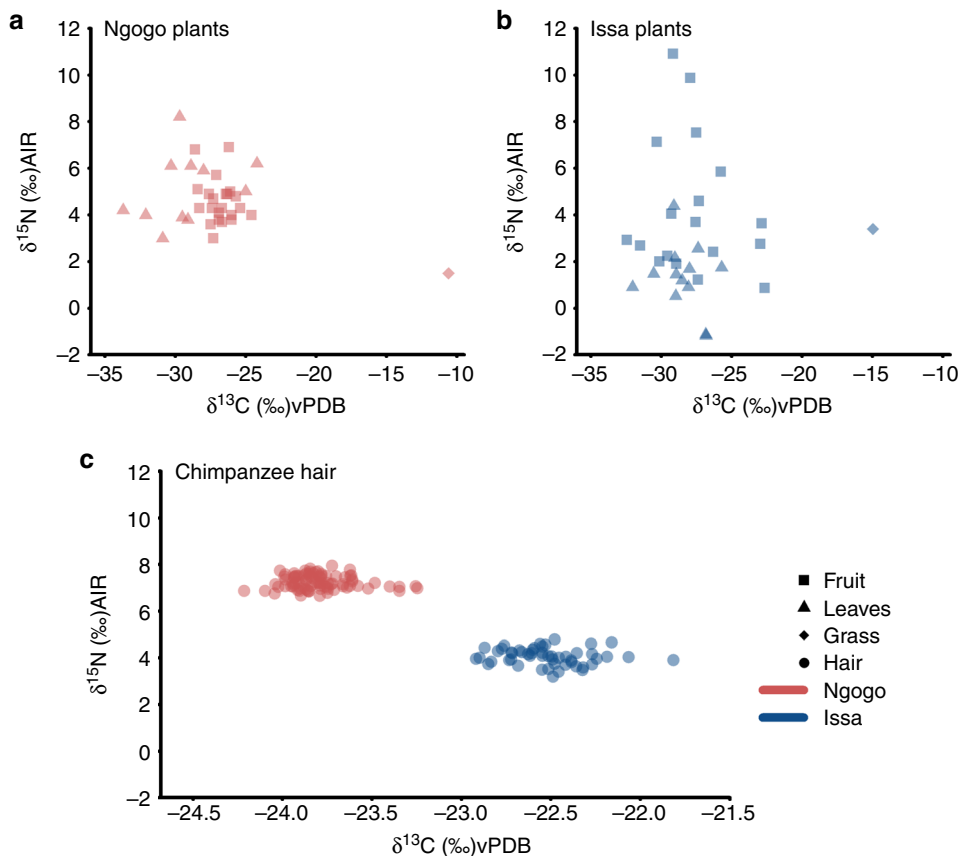 a
Ngogo plants
12
10
8
6
4
2
0
–2
δ15N (‰)AIR
–35 –30 –25 –20 –15 –10
δ13C (‰)vPDB
b
Issa plants
12
10
8
6
4
2
0
–2
δ15N (‰)AIR
–35 –30 –25 –20 –15 –10
δ13C (‰)vPDB
c
Chimpanzee hair
12
10
8
6
4
2
0
–2
δ15N (‰)AIR
–24.5 –24.0 –23.5 –23.0 –22.5 –22.0 –21.5
δ13C (‰)vPDB
Fruit
Leaves
Grass
Hair
Ngogo
Issa